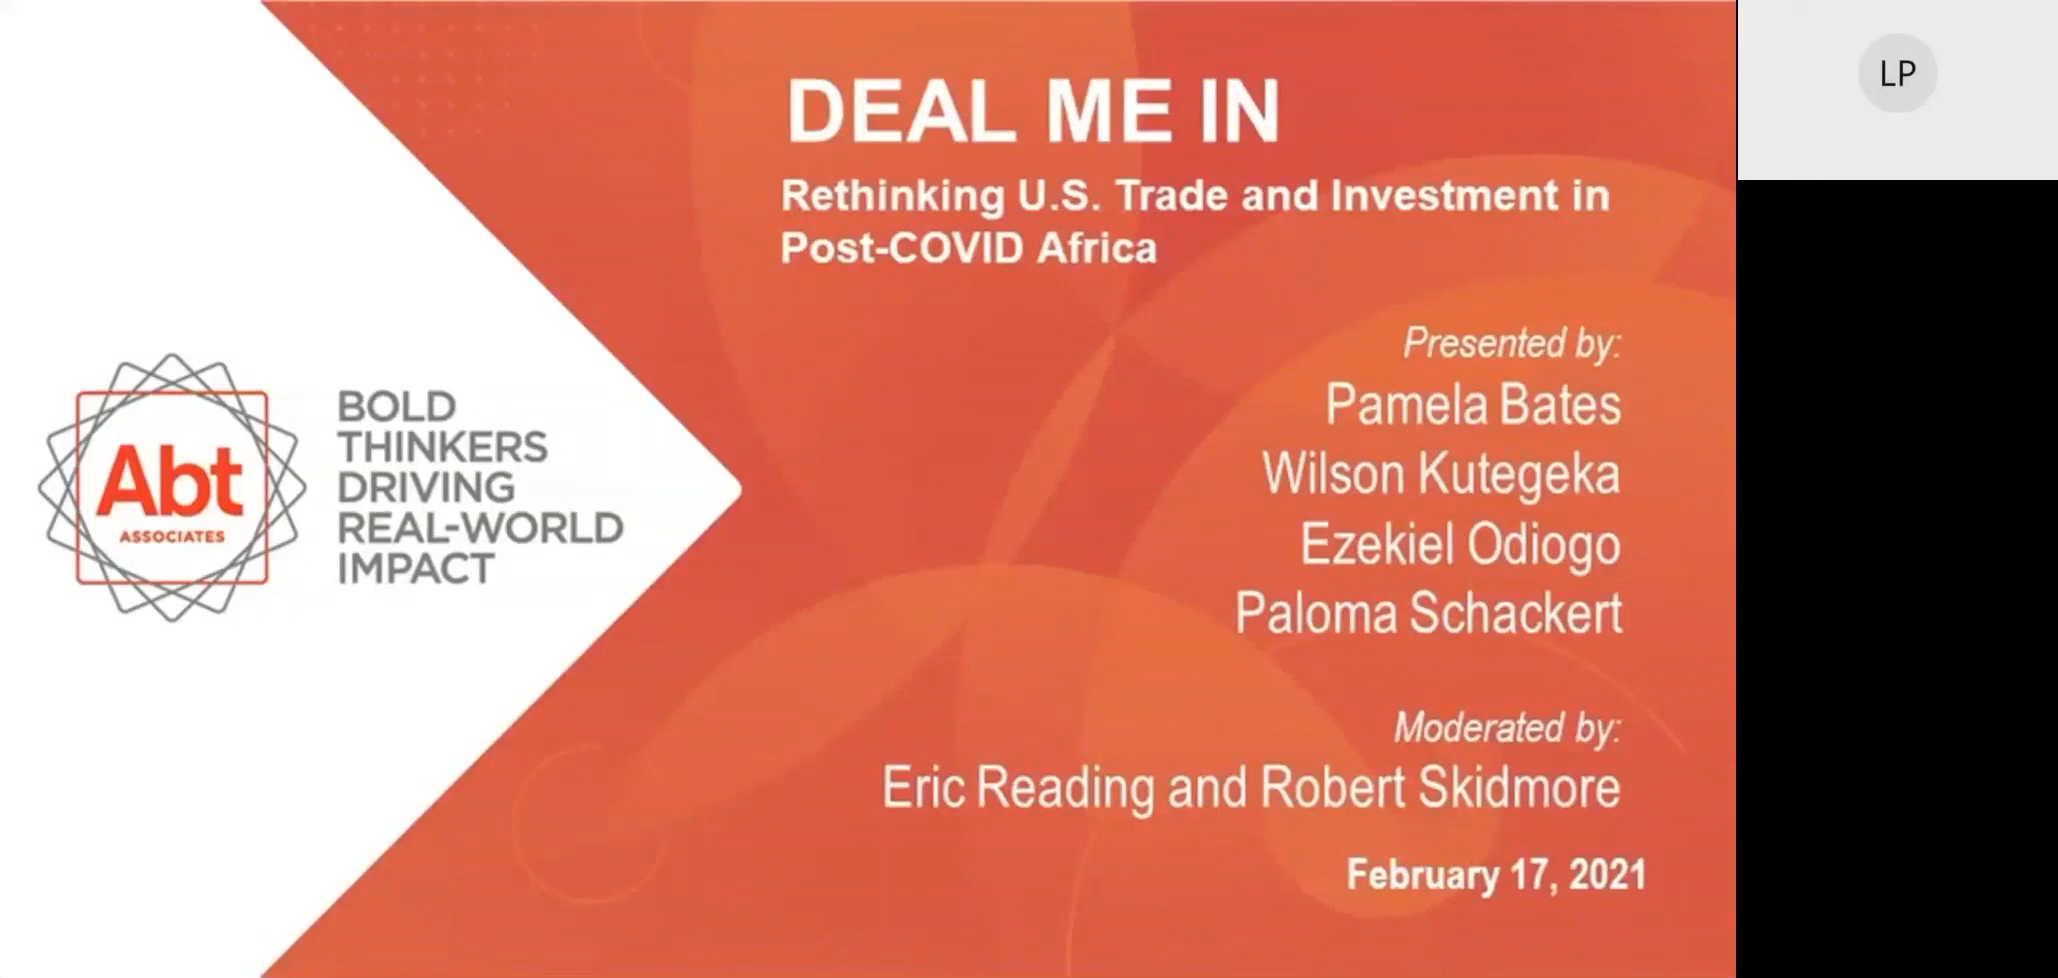 DEAL ME IN
Rethinking U.S. Trade and Investment in
Post-COVID Africa
Presented by:
Pamela Bates
Wilson Kutegeka
Ezekiel Odiogo
Paloma Schackert
Moderated by:
Eric Reading and Robert Skidmore
February 17, 2021
Abt
ASSOCIATES
BOLD
THINKERS
DRIVING
REAL-WORLD
IMPACT
LP